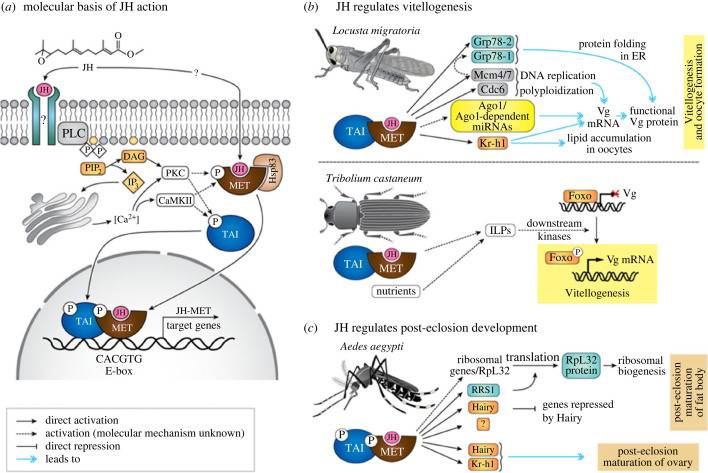 (a) molecular basis of JH action
JH
?
JH
?
PLC
P
P
PIP2
DAG
IP3
PKC
[Ca2+]
CaMKII
P
JH
MET
Hsp83
P
TAI
P
P
TAI
JH
MET
JH-MET
target genes
CACGTG
E-box
direct activation
activation (molecular mechanism unknown)
direct repression
leads to
(b) JH regulates vitellogenesis
Locusta migratoria
Grp78-2
Grp78-1
Mcm4/7
Cdc6
DNA replication
polyploidization
protein folding
in ER
TAI
JH
MET
Ago1/
Ago1-dependent
miRNAs
Kr-h1
Vg
mRNA
functional
Vg protein
lipid accumulation
in oocytes
Vitellogenesis
and oocyte formation
Tribolium castaneum
TAI
JH
MET
nutrients
ILPs
downstream
kinases
Foxo
Vg
Foxo
P
Vg mRNA
Vitellogenesis
(c) JH regulates post-eclosion development
Aedes aegypti
ribosomal
genes/RpL32
translation
RpL32
protein
ribosomal
biogenesis
RRS1
Hairy
?
genes repressed
by Hairy
post-eclosion
maturation
of fat body
P
P
TAI
JH
MET
Hairy
Kr-h1
post-eclosion
maturation of ovary